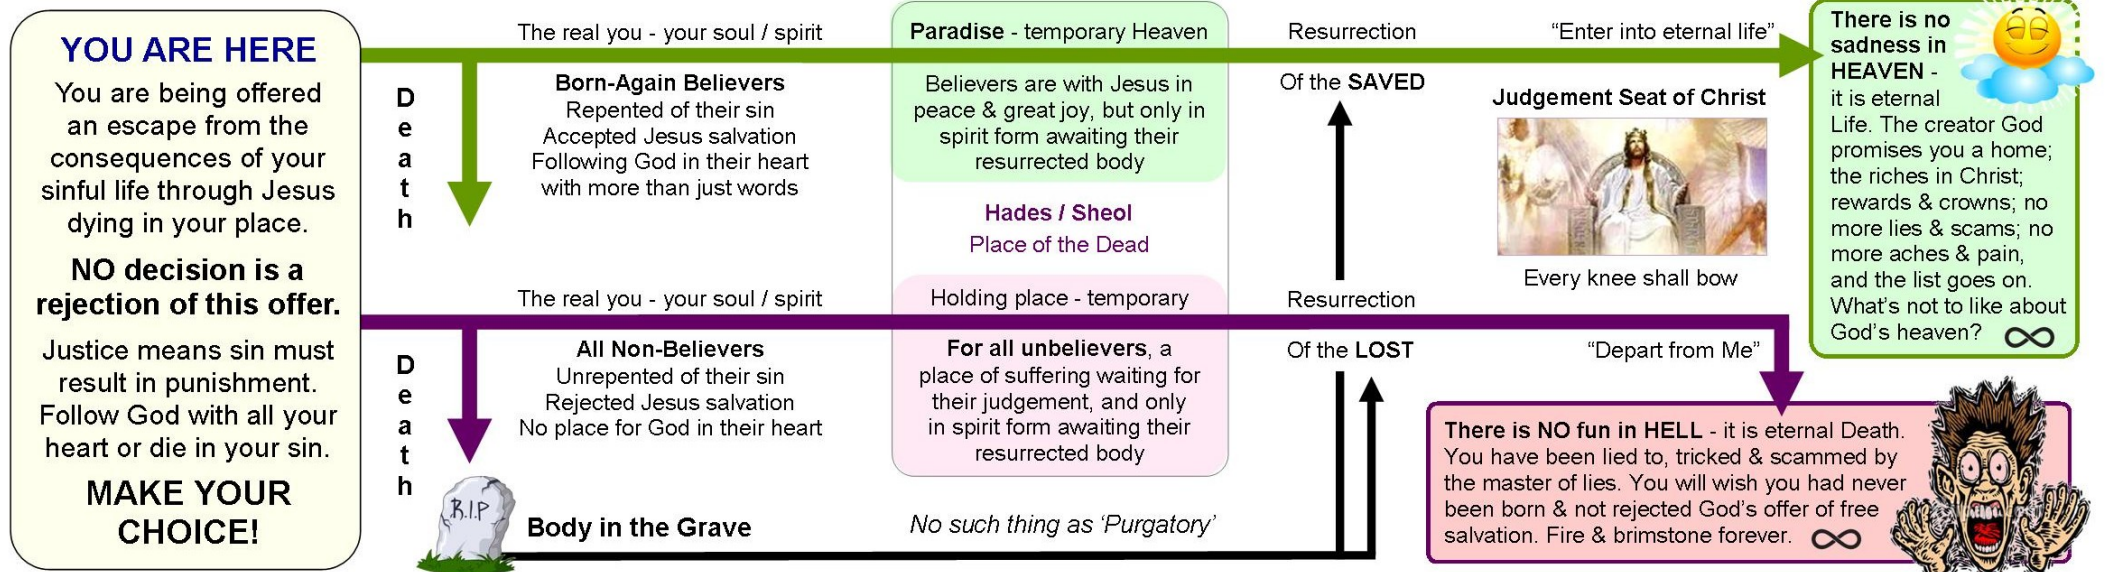 YOU ARE HERE
You are being offered
an escape from the
consequences of your
sinful life through Jesus
dying in your place.
NO decision is a
rejection of this offer.
Justice means sin must
result in punishment.
Follow God with all your
heart or die in your sin.
MAKE YOUR
CHOICE!
Death
The real you - your soul / spirit
Born-Again Believers
Repented of their sin
Accepted Jesus salvation
Following God in their heart
with more than just words
Paradise - temporary Heaven
Believers are with Jesus in
peace & great joy, but only in
spirit form awaiting their
resurrected body
Hades / Sheol
Place of the Dead
Resurrection
Of the SAVED
“Enter into eternal life”
Judgement Seat of Christ
Every knee shall bow
There is no
sadness in
HEAVEN -
it is eternal
Life. The creator God
promises you a home;
the riches in Christ;
rewards & crowns; no
more lies & scams; no
more aches & pain,
and the list goes on.
What's not to like about
God's heaven? ∞
Death
The real you - your soul / spirit
All Non-Believers
Unrepented of their sin
Rejected Jesus salvation
No place for God in their heart
Holding place - temporary
For all unbelievers, a
place of suffering waiting for
their judgement, and only
in spirit form awaiting their
resurrected body
Resurrection
Of the LOST
“Depart from Me”
There is NO fun in HELL - it is eternal Death.
You have been lied to, tricked & scammed by
the master of lies. You will wish you had never
been born & not rejected God's offer of free
salvation. Fire & brimstone forever. ∞
R.I.P
Body in the Grave
No such thing as ‘Purgatory’